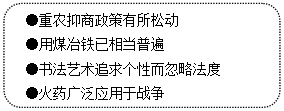 ●重农抑商政策有所松动
●用煤冶铁已相当普遍
●书法艺术追求个性而忽略法度
●火药广泛应用于战争